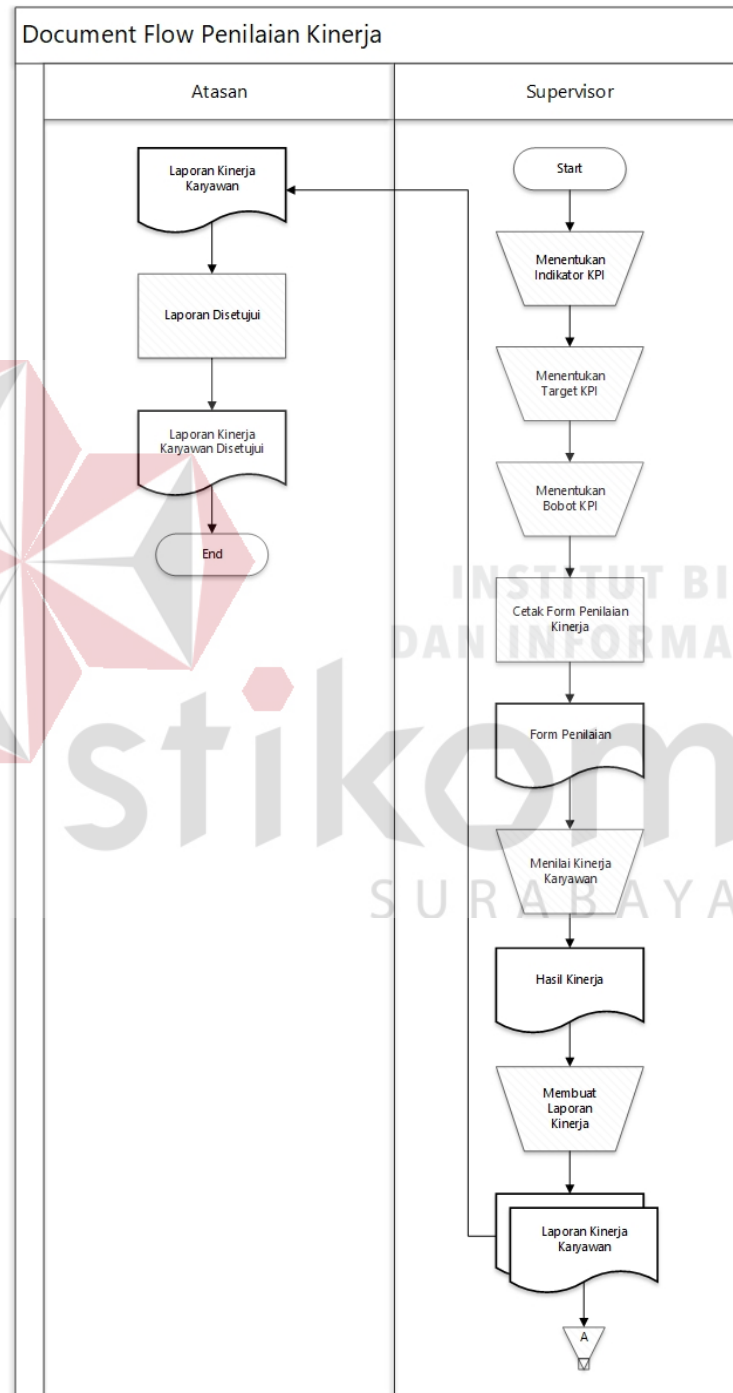 Document Flow Penilaian Kinerja
Atasan
Supervisor
Laporan Kinerja
Karyawan
Laporan Disetujui
Laporan Kinerja
Karyawan Disetujui
End
Start
Menentukan
Indikator KPI
Menentukan
Target KPI
Menentukan
Bobot KPI
Cetak Form Penilaian
Kinerja
Form Penilaian
Menilai Kinerja
Karyawan
Hasil Kinerja
Membuat
Laporan
Kinerja
Laporan Kinerja
Karyawan
A
INSTITUT BI
DAN INFORMA
stikom
SURABAYA